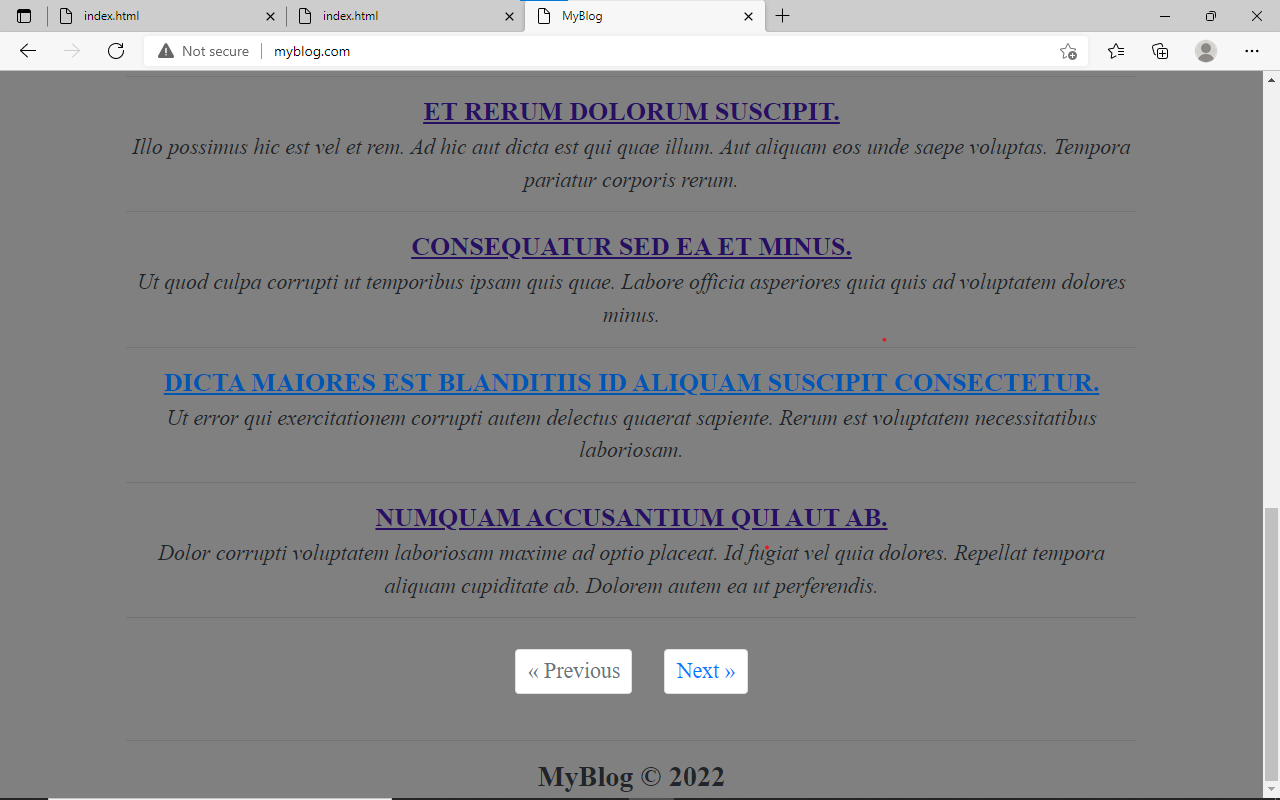 index.html
index.html
MyBlog
Not secure
myblog.com
ET RERUM DOLORUM SUSCIPIT.
Illo possimus hic est vel et rem. Ad hic aut dicta est qui quae illum. Aut aliquam eos unde saepe voluptas. Tempora
pariatur corporis rerum.
CONSEQUATUR SED EA ET MINUS.
Ut quod culpa corrupti ut temporibus ipsam quis quae. Labore officia asperiores quia quis ad voluptatem dolores
minus.
DICTA MAIORES EST BLANDITIIS ID ALIQUAM SUSCIPIT CONSECTETUR.
Ut error qui exercitationem corrupti autem delectus quaerat sapiente. Rerum est voluptatem necessitatibus
laboriosam.
NUMQUAM ACCUSANTIUM QUI AUT AB.
Dolor corrupti voluptatem laboriosam maxime ad optio placeat. Id fugiat vel quia dolores. Repellat tempora
aliquam cupiditate ab. Dolorem autem ea ut perferendis.
« Previous
Next »
MyBlog © 2022